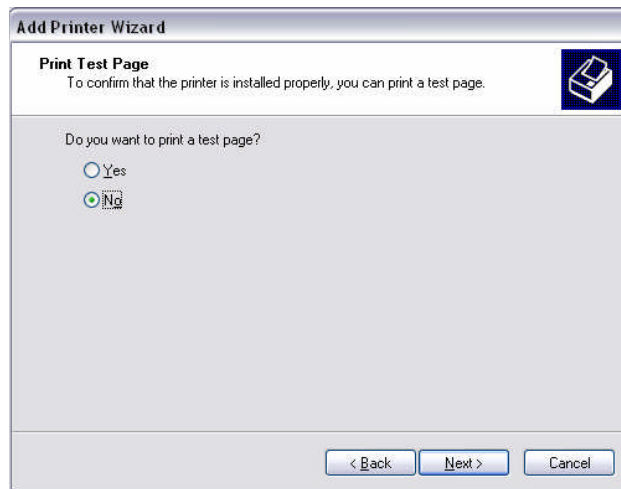 Add Printer Wizard
Print Test Page
To confirm that the printer is installed properly, you can print a test page.
Do you want to print a test page?
Yes
No
< Back Next > Cancel